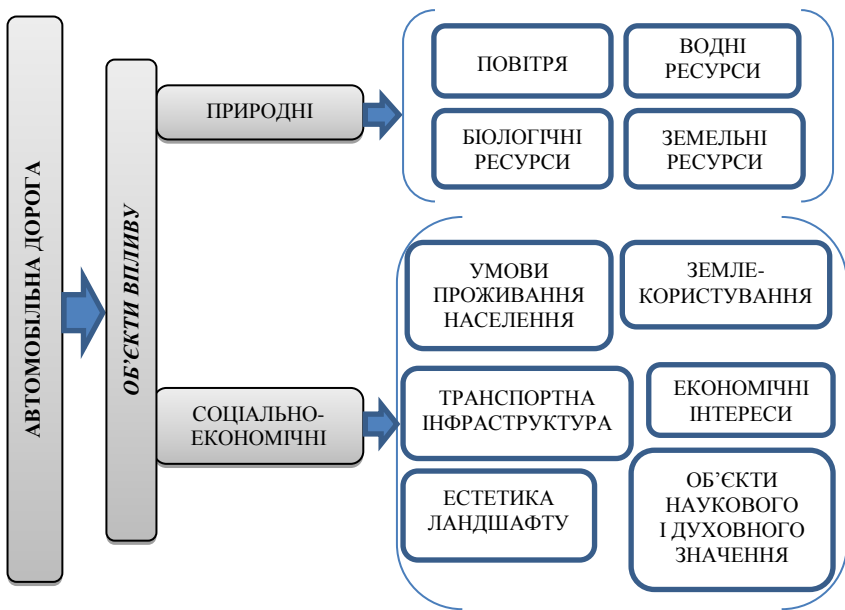 АВТОМОБІЛЬНА ДОРОГА
ОБ’ЄКТИ ВПЛИВУ
ПРИРОДНІ
ПОВІТРЯ
ВОДНІ
РЕСУРСИ
БІОЛОГІЧНІ
РЕСУРСИ
ЗЕМЕЛЬНІ
РЕСУРСИ
СОЦІАЛЬНО-
ЕКОНОМІЧНІ
УМОВИ
ПРОЖИВАННЯ
НАСЕЛЕННЯ
ЗЕМЛЕ-
КОРИСТУВАННЯ
ТРАНСПОРТНА
ІНФРАСТРУКТУРА
ЕКОНОМІЧНІ
ІНТЕРЕСИ
ЕСТЕТИКА
ЛАНДШАФТУ
ОБ’ЄКТИ
НАУКОВОГО
І ДУХОВНОГО
ЗНАЧЕННЯ